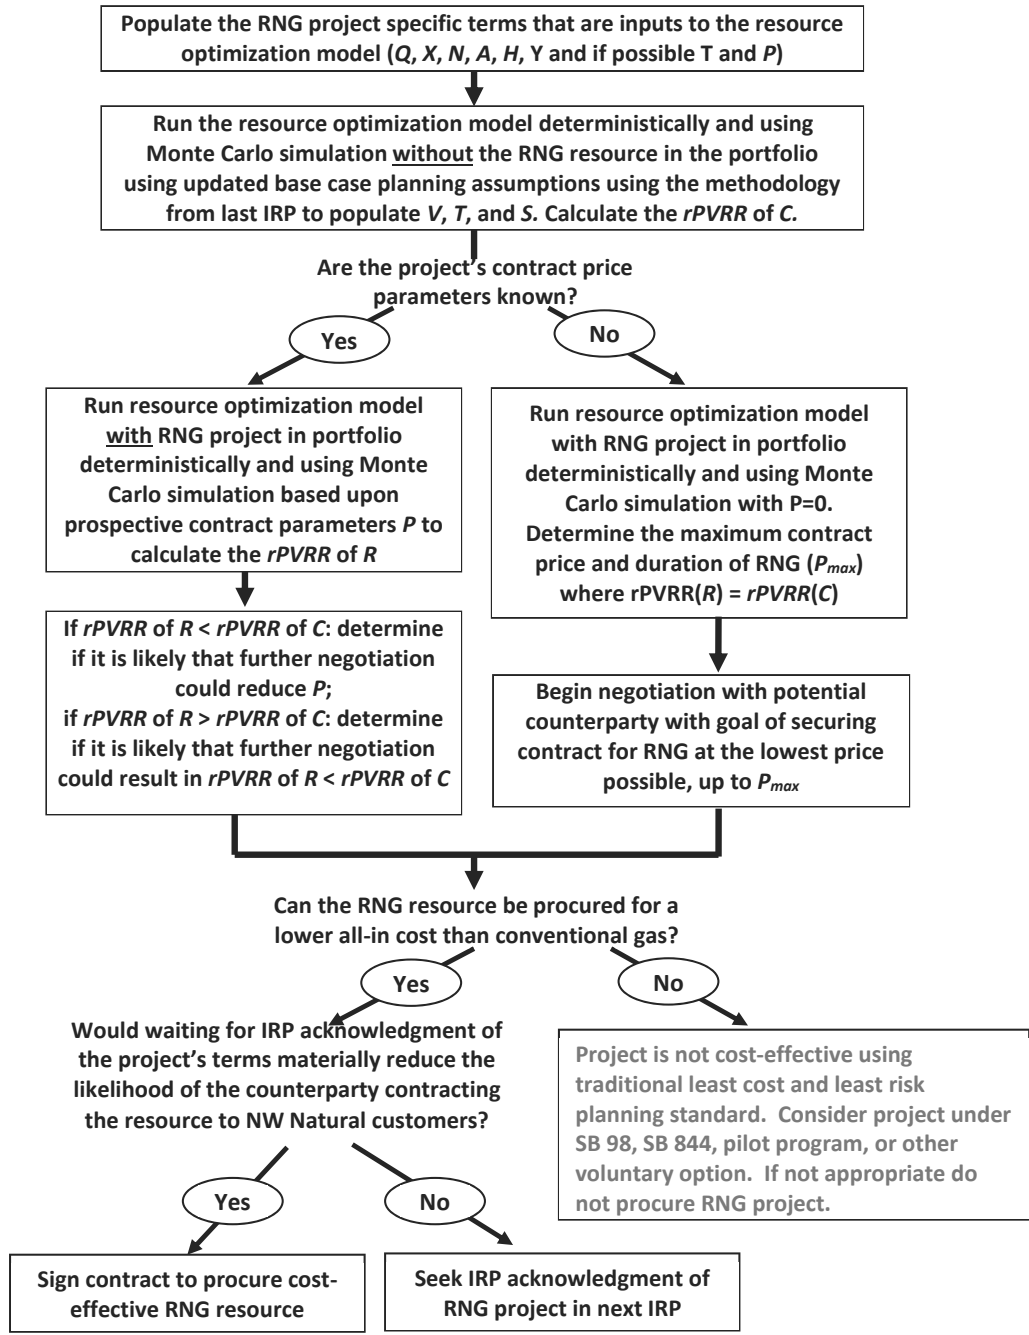 Populate the RNG project specific terms that are inputs to the resource
optimization model (Q, X, N, A, H, Y and if possible T and P)
Run the resource optimization model deterministically and using
Monte Carlo simulation without the RNG resource in the portfolio
using updated base case planning assumptions using the methodology
from last IRP to populate V, T, and S. Calculate the rPVRR of C.
Are the project's contract price
parameters known?
Yes
No
Run resource optimization model
with RNG project in portfolio
deterministically and using Monte
Carlo simulation based upon
prospective contract parameters P to
calculate the rPVRR of R
Run resource optimization model
with RNG project in portfolio
deterministically and using Monte
Carlo simulation with P=0.
Determine the maximum contract
price and duration of RNG (Pmax)
where rPVRR(R) = rPVRR(C)
If rPVRR of R < rPVRR of C: determine
if it is likely that further negotiation
could reduce P;
if rPVRR of R > rPVRR of C: determine
if it is likely that further negotiation
could result in rPVRR of R < rPVRR of C
Begin negotiation with potential
counterparty with goal of securing
contract for RNG at the lowest price
possible, up to Pmax
Can the RNG resource be procured for a
lower all-in cost than conventional gas?
Yes
No
Would waiting for IRP acknowledgment of
the project's terms materially reduce the
likelihood of the counterparty contracting
the resource to NW Natural customers?
Project is not cost-effective using
traditional least cost and least risk
planning standard. Consider project under
SB 98, SB 844, pilot program, or other
voluntary option. If not appropriate do
not procure RNG project.
Yes
No
Sign contract to procure cost-
effective RNG resource
Seek IRP acknowledgment of
RNG project in next IRP